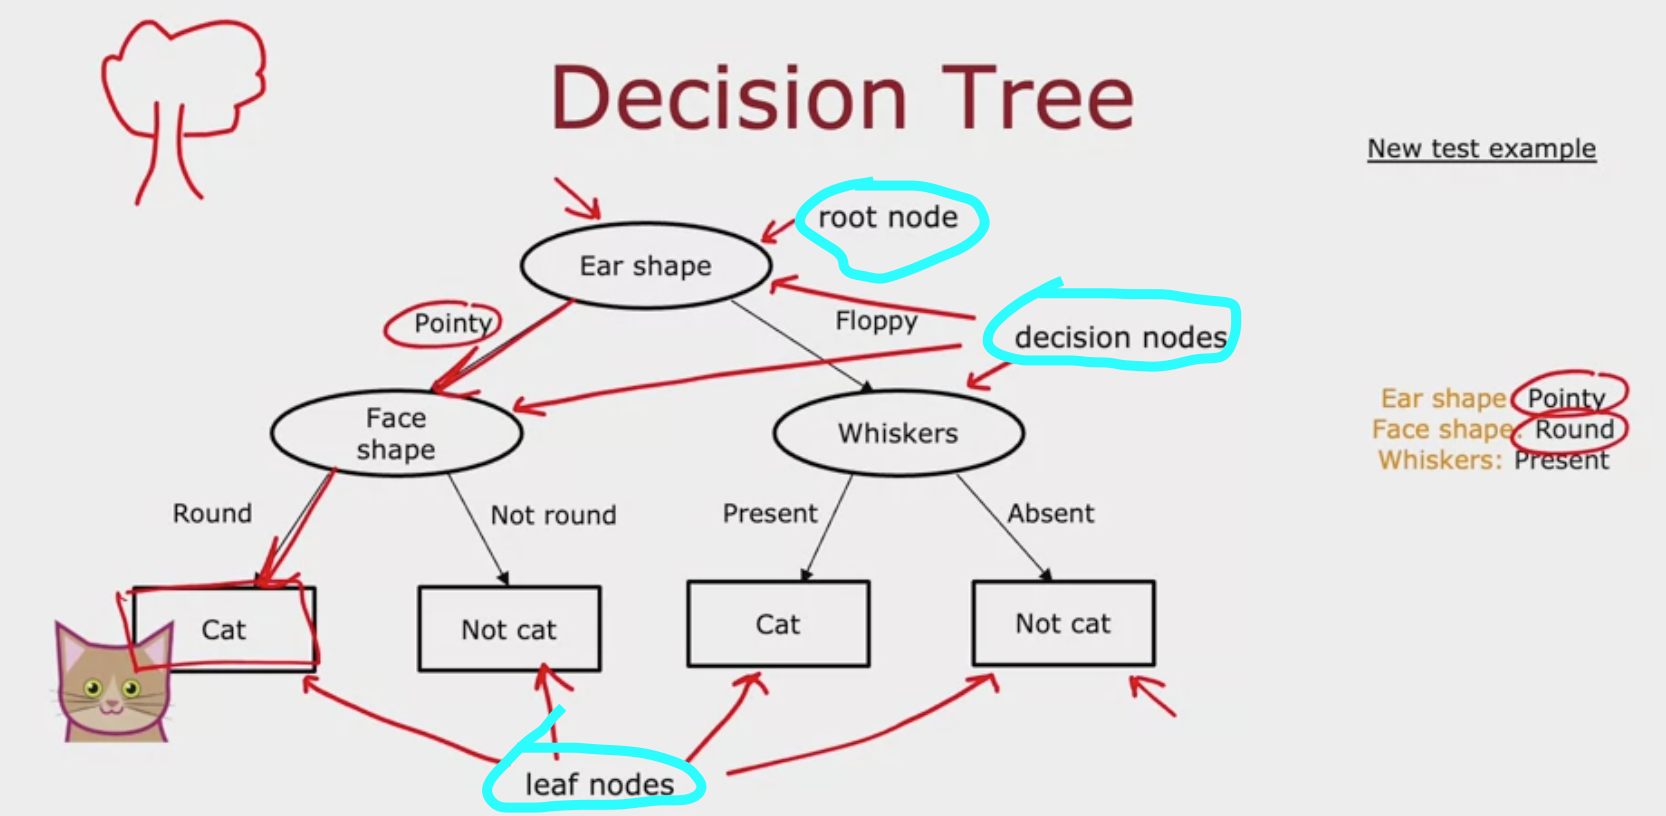 Decision Tree
New test example
root node
Ear shape
Pointy
Floppy
decision nodes
Face
shape
Whiskers
Ear shape Pointy
Face shape: Round
Whiskers: Present
Round
Not round
Present
Absent
Cat
Not cat
Cat
Not cat
leaf nodes